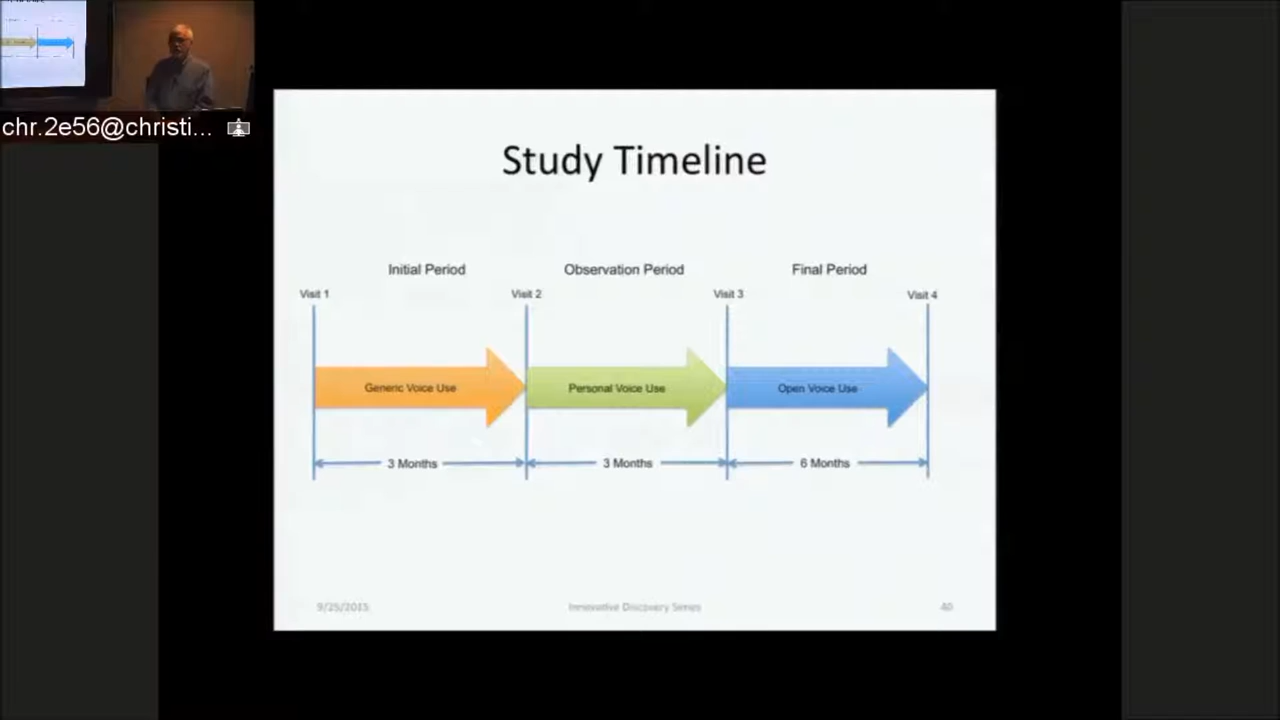 chr.2e56@christi...
Study Timeline
Initial Period
Observation Period
Final Period
Visit 1
Visit 2
Visit 3
Visit 4
Generic Voice Use
Personal Voice Use
Open Voice Use
3 Months
3 Months
6 Months
9/25/2015
Innovative Discovery Series
40